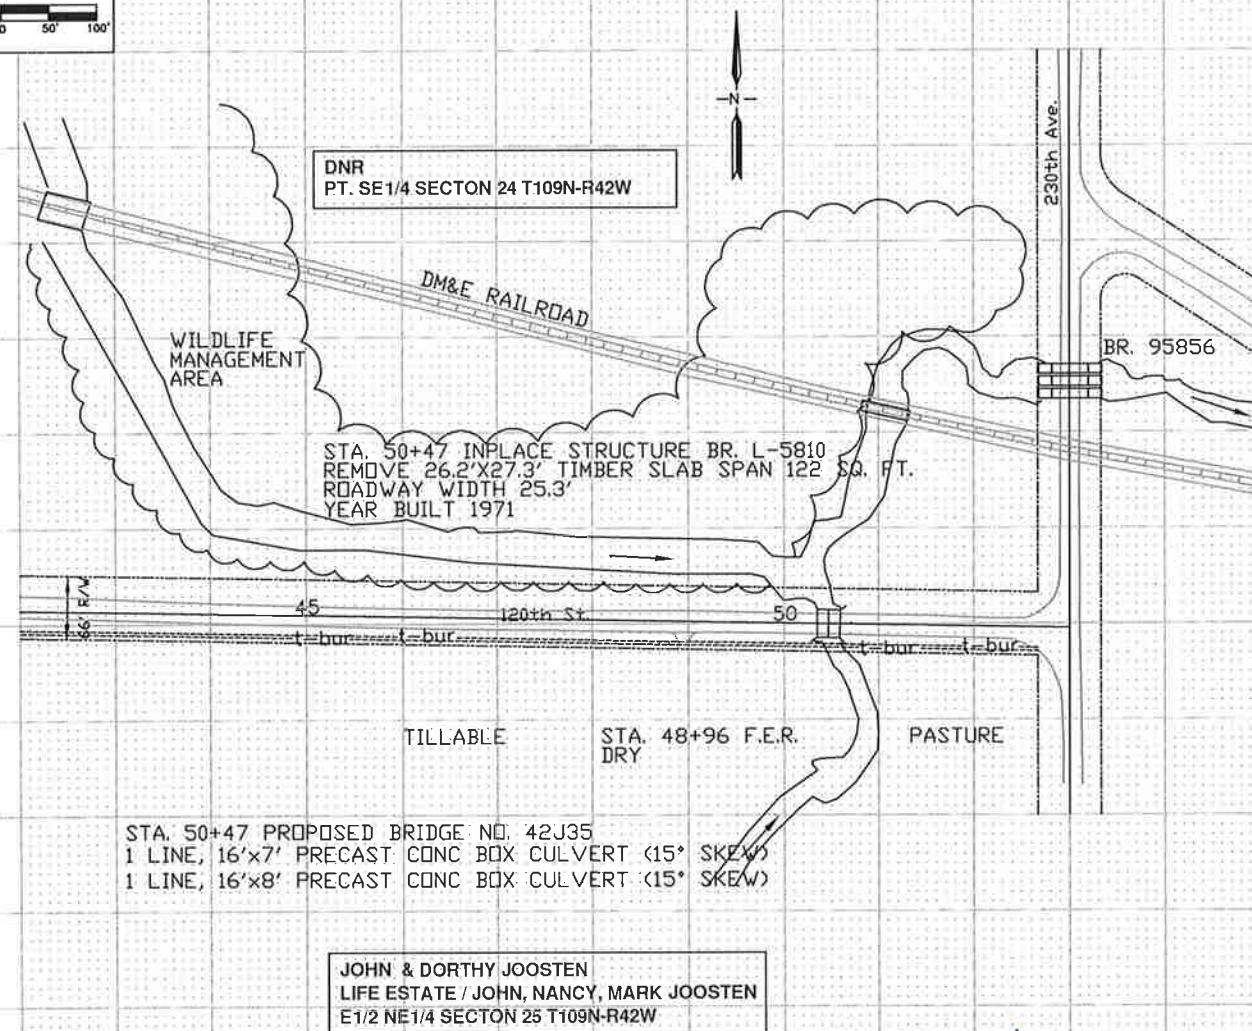 0 50' 100'
-N-
230th Ave.
DNR
PT. SE1/4 SECTON 24 T109N-R42W
DM&E RAILROAD
WILDLIFE
MANAGEMENT
AREA
BR. 95856
STA. 50+47 INPLACE STRUCTURE BR. L-5810
REMOVE 26.2'X27.3' TIMBER SLAB SPAN 122 SQ. FT.
ROADWAY WIDTH 25.3'
YEAR BUILT 1971
66' R/W
45
120th St.
50
t-bur
t-bur
t-bur
t-bur
TILLABLE
STA. 48+96 F.E.R.
DRY
PASTURE
STA. 50+47 PROPOSED BRIDGE NO. 42J35
1 LINE, 16'x7' PRECAST CONC BOX CULVERT (15° SKEW)
1 LINE, 16'x8' PRECAST CONC BOX CULVERT (15° SKEW)
JOHN & DORTHY JOOSTEN
LIFE ESTATE / JOHN, NANCY, MARK JOOSTEN
E1/2 NE1/4 SECTON 25 T109N-R42W